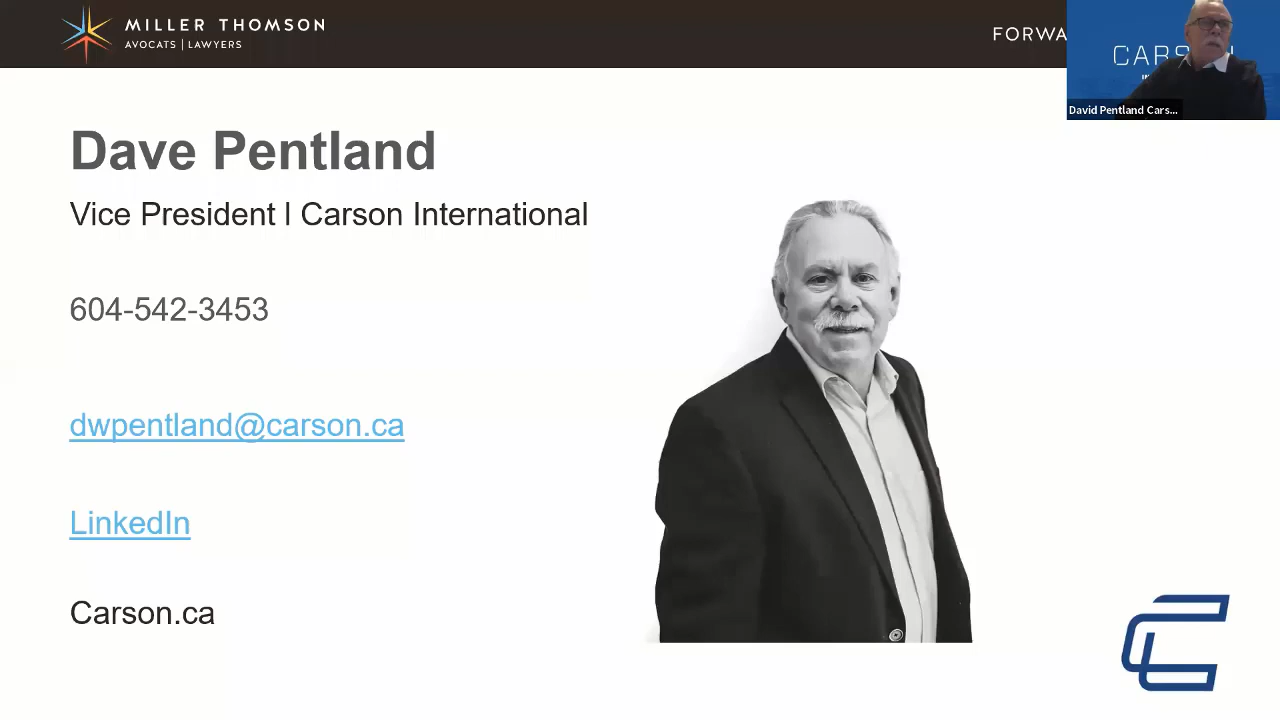 MILLER THOMSON
AVOCATS | LAWYERS
FORWA
CARS
David Pentland Cars...
Dave Pentland
Vice President l Carson International
604-542-3453
dwpentland@carson.ca
LinkedIn
Carson.ca